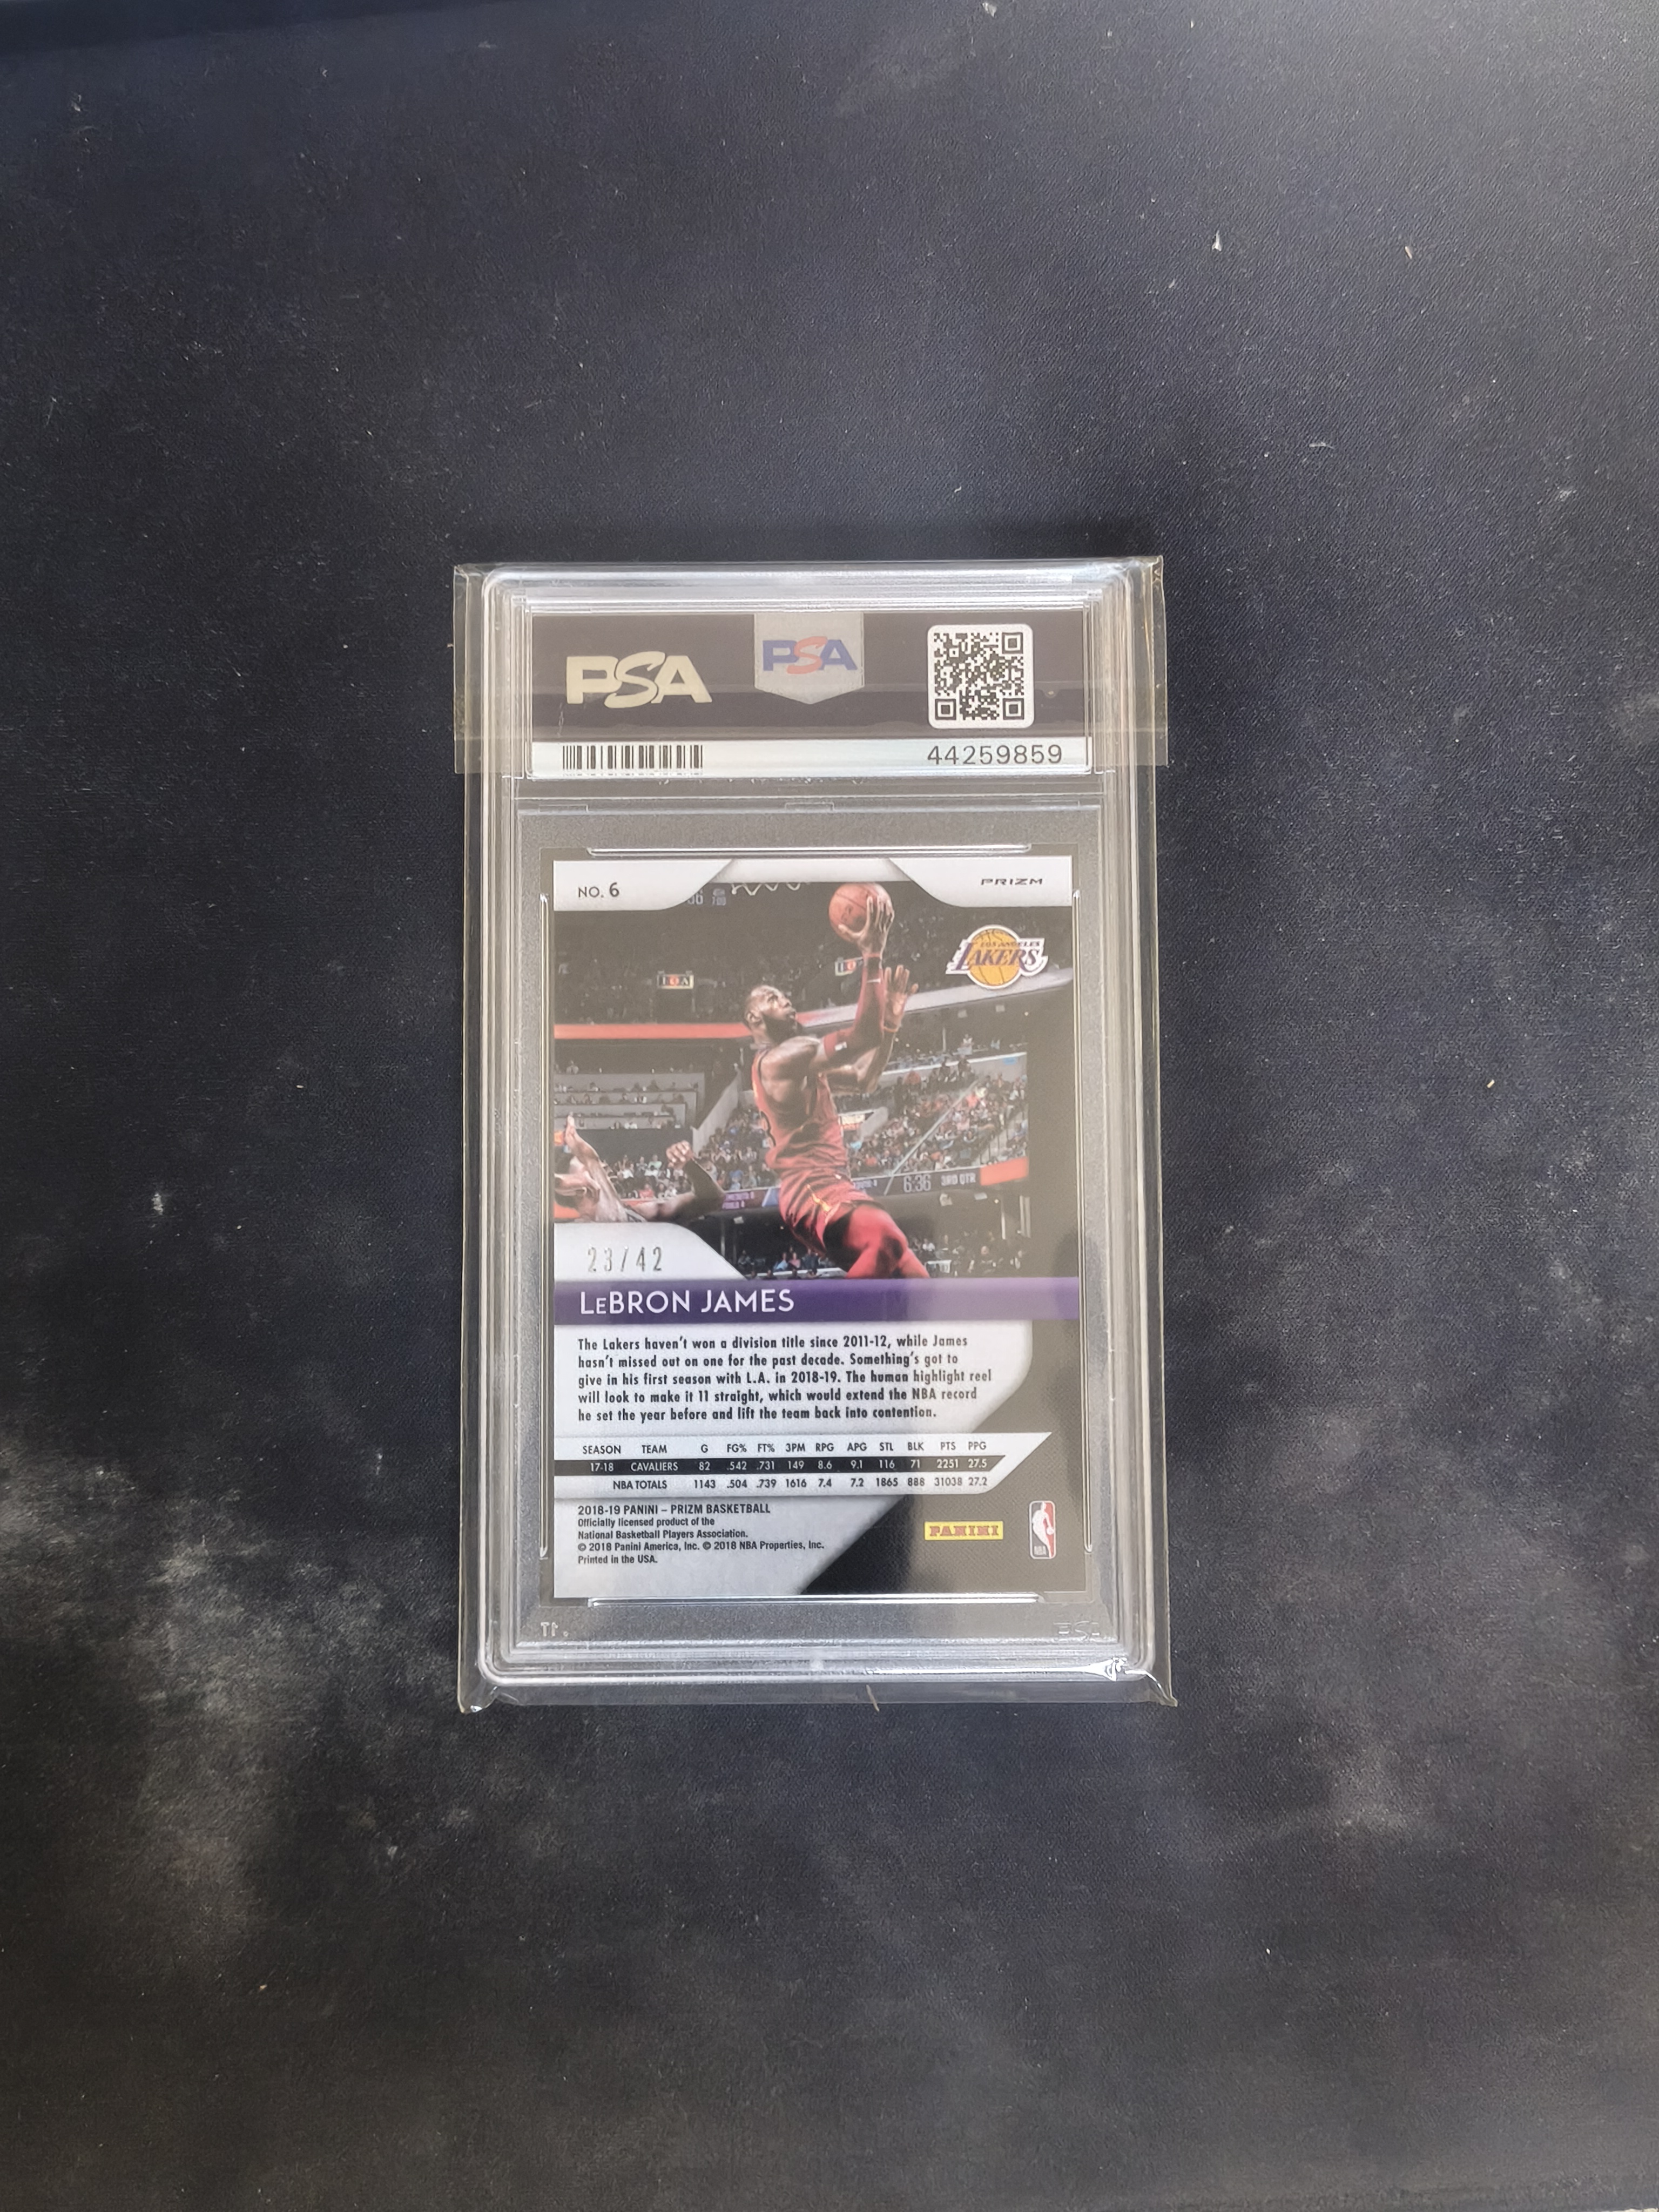 PSA
PSA
44259859
NO. 6
PRIZM
LOS ANGELES
LAKERS
6:36 3RD QTR
23/42
LeBRON JAMES
The Lakers haven't won a division title since 2011-12, while James
hasn't missed out on one for the past decade. Something's got to
give in his first season with L.A. in 2018-19. The human highlight reel
will look to make it 11 straight, which would extend the NBA record
he set the year before and lift the team back into contention.
SEASON TEAM G FG% FT% 3PM RPG APG STL BLK PTS PPG
17-18 CAVALIERS 82 .542 .731 149 8.6 9.1 116 71 2251 27.5
NBA TOTALS 1143 .504 .739 1616 7.4 7.2 1865 888 31038 27.2
2018-19 PANINI – PRIZM BASKETBALL
Officially licensed product of the
National Basketball Players Association.
© 2018 Panini America, Inc. © 2018 NBA Properties, Inc.
Printed in the USA.
PANINI
NBA